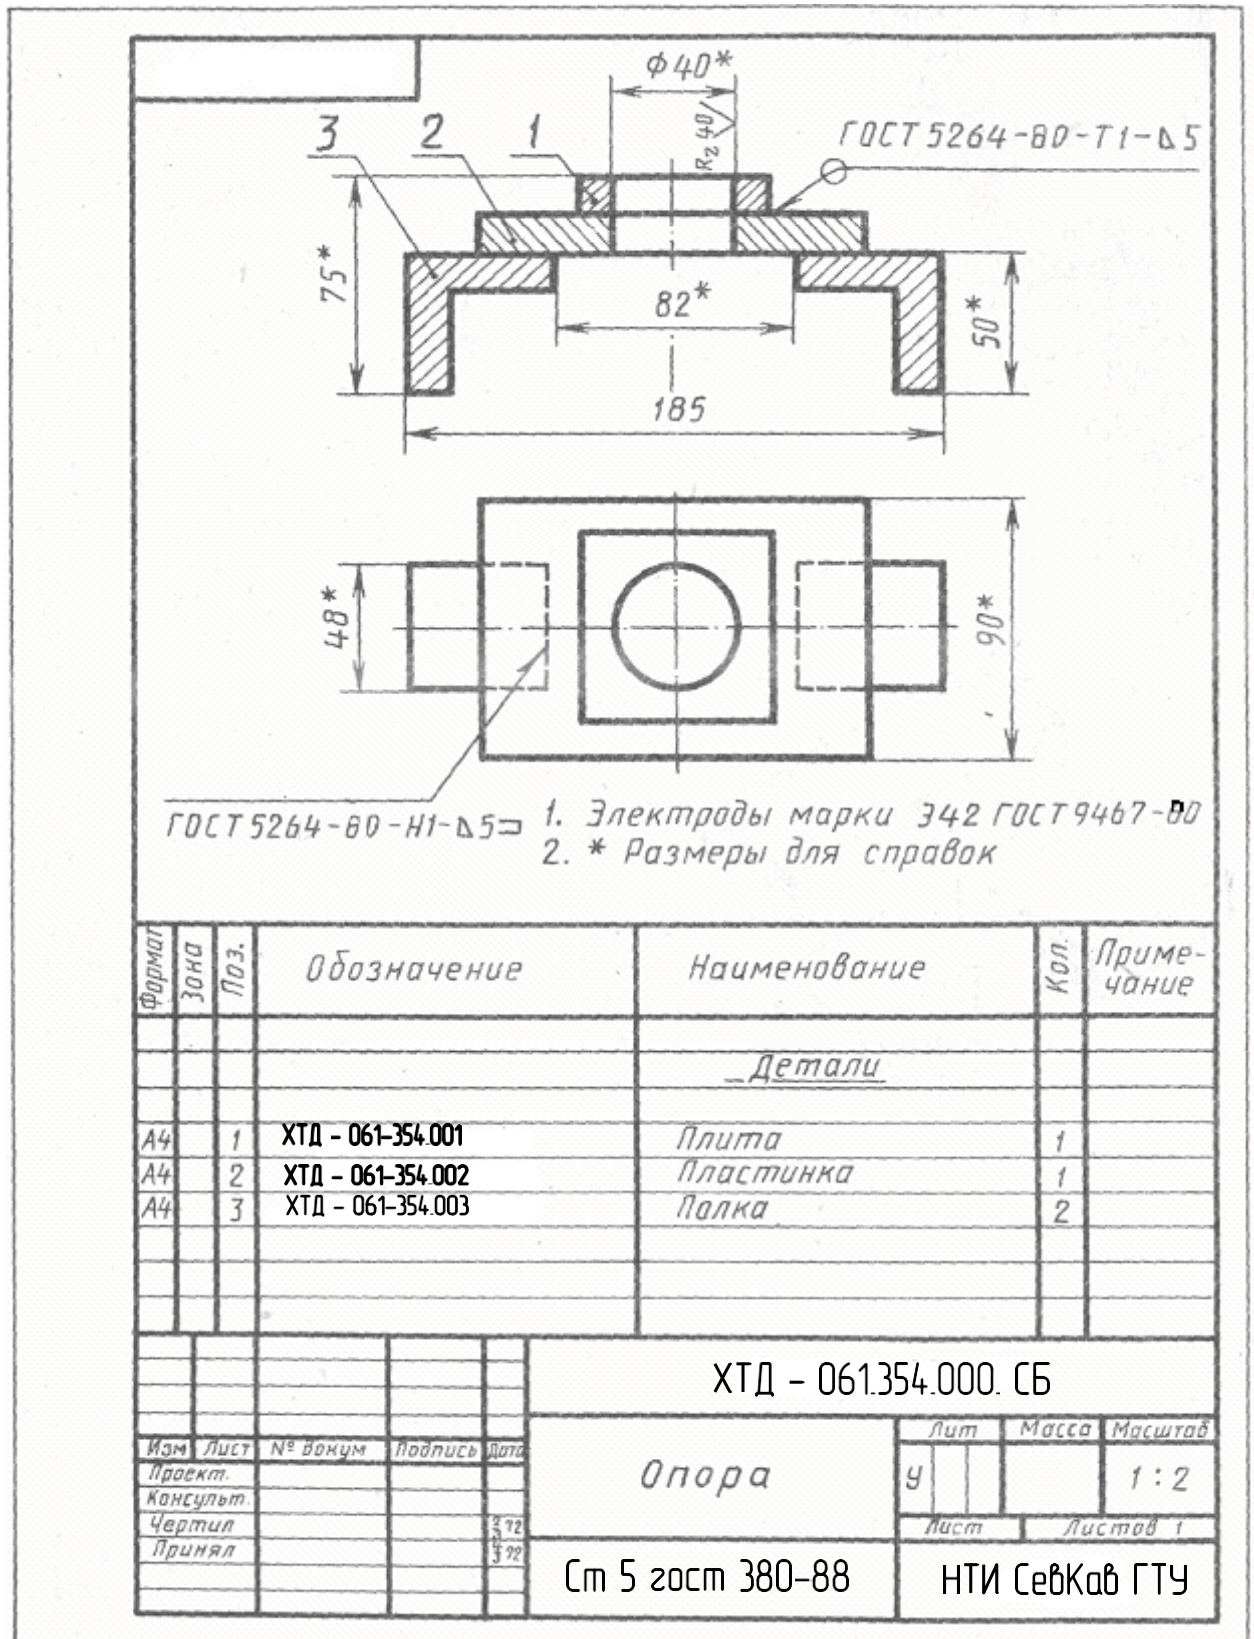 Ф40*
Rz 40
ГОСТ 5264-80-Т1-⊿5
3 2 1
75*
82*
50*
185
48*
90*
ГОСТ 5264-80-Н1-⊿5⊐
1. Электроды марки Э42 ГОСТ 9467-80
2. * Размеры для справок
Формат Зона Поз. Обозначение Наименование Кол. Приме-
чание
Детали
А4 1 ХТД - 061-354.001 Плита 1
А4 2 ХТД - 061-354.002 Пластинка 1
А4 3 ХТД - 061-354.003 Полка 2
ХТД - 061.354.000. СБ
Изм Лист № докум Подпись Дата
Проект.
Консульт.
Чертил
Принял
Опора
Лит Масса Масштаб
У 1 : 2
Лист Листов 1
Ст 5 гост 380-88
НТИ СевКав ГТУ